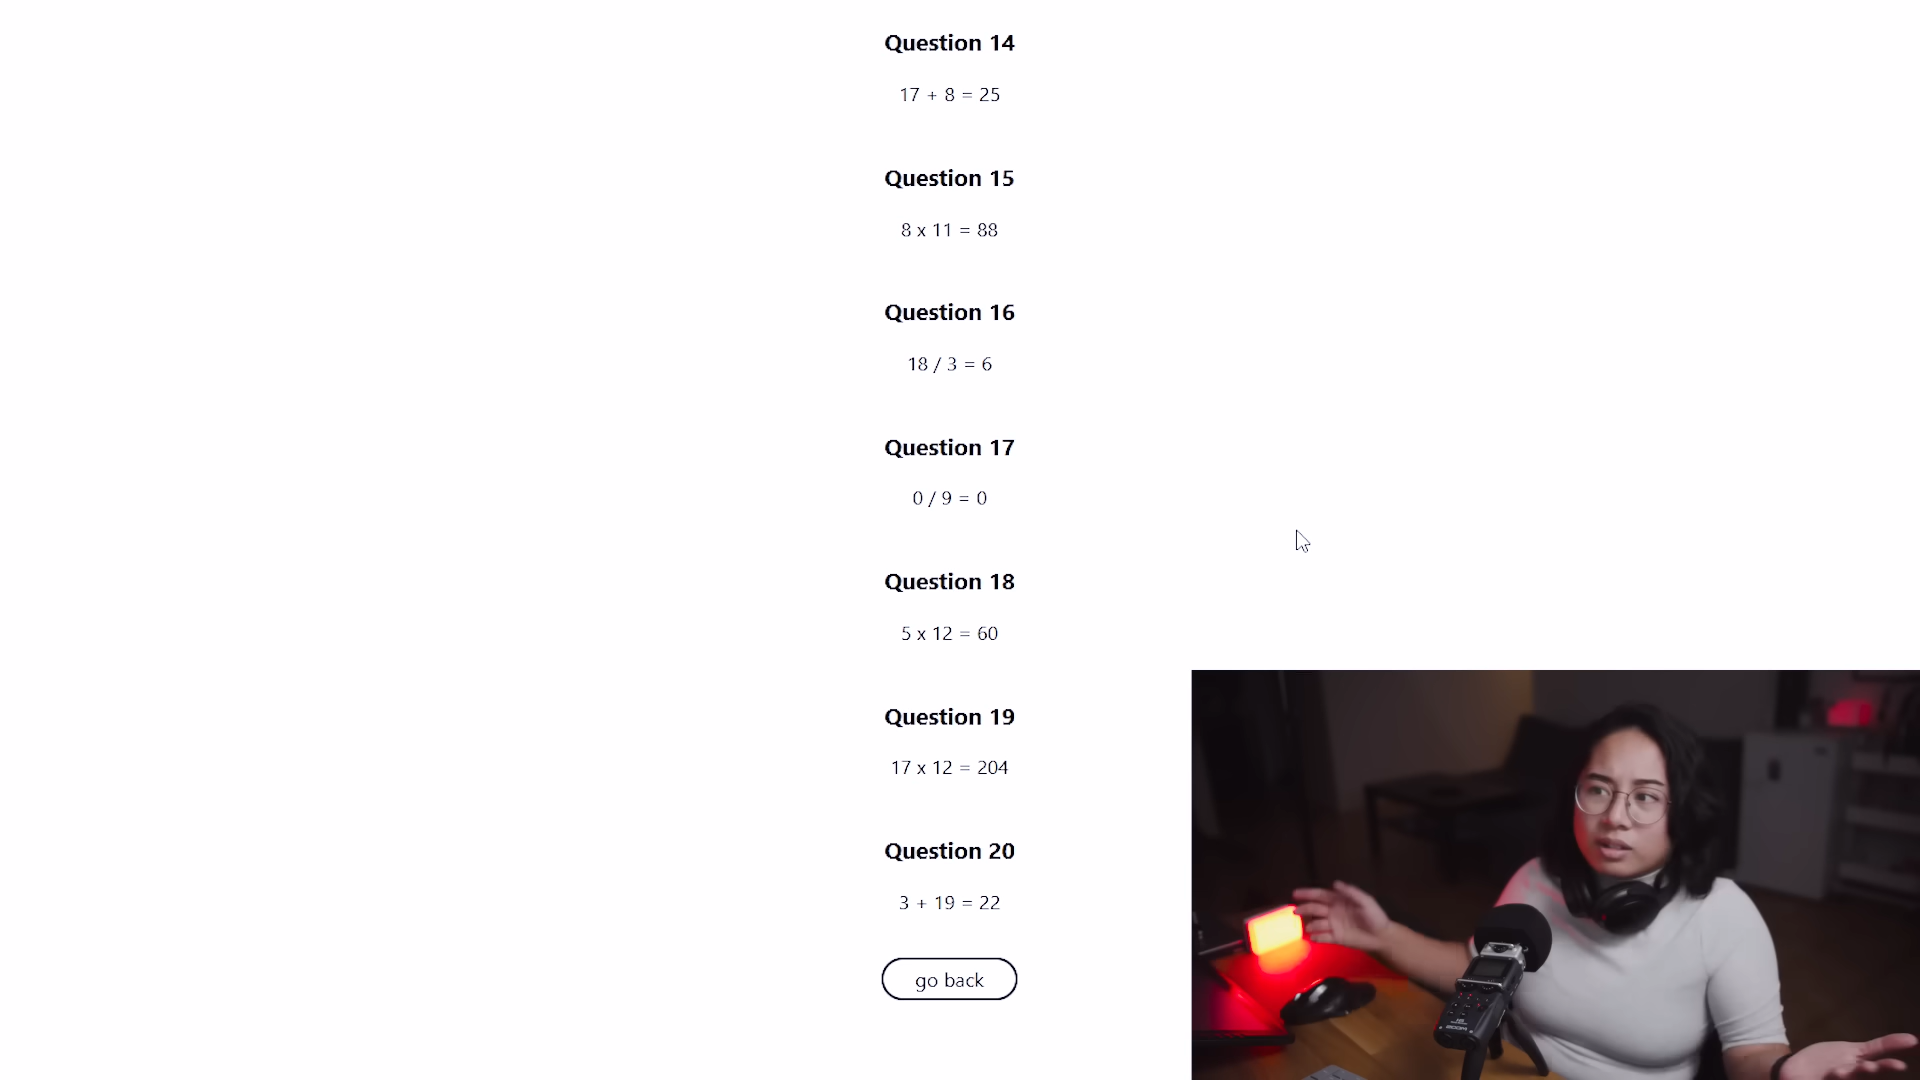 Question 14
17 + 8 = 25
Question 15
8 x 11 = 88
Question 16
18 / 3 = 6
Question 17
0 / 9 = 0
Question 18
5 x 12 = 60
Question 19
17 x 12 = 204
Question 20
3 + 19 = 22
go back
zoom